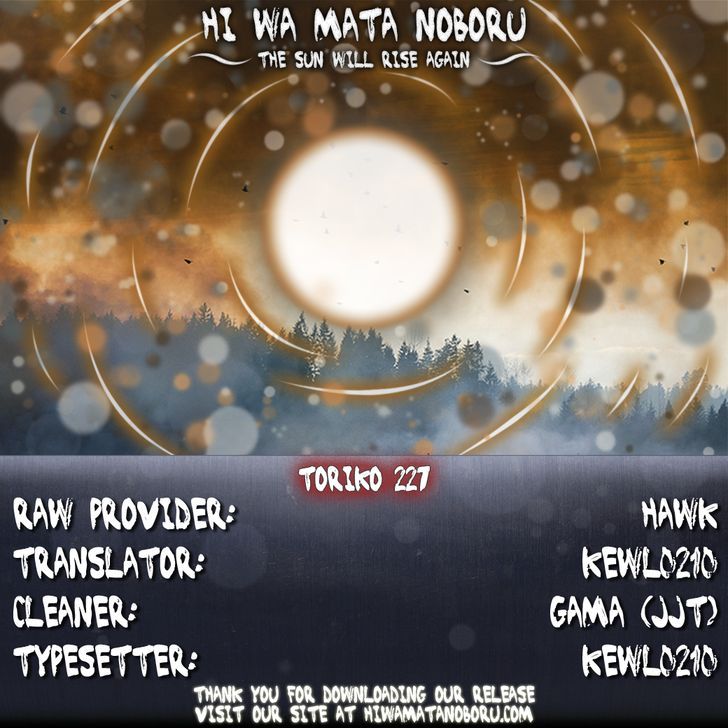 HI WA MATA NOBORU
THE SUN WILL RISE AGAIN
TORIKO 227
RAW PROVIDER: HAWK
TRANSLATOR: KEWL0210
CLEANER: GAMA (JJT)
TYPESETTER: KEWL0210
THANK YOU FOR DOWNLOADING OUR RELEASE
VISIT OUR SITE AT HIWAMATANOBORU.COM